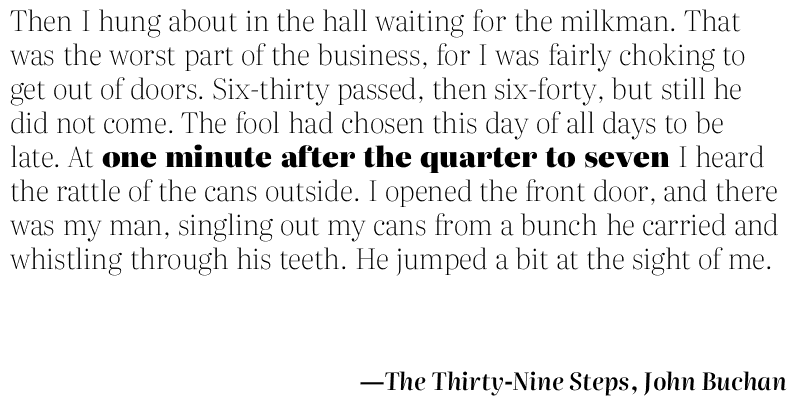 Then I hung about in the hall waiting for the milkman. That
was the worst part of the business, for I was fairly choking to
get out of doors. Six-thirty passed, then six-forty, but still he
did not come. The fool had chosen this day of all days to be
late. At one minute after the quarter to seven I heard
the rattle of the cans outside. I opened the front door, and there
was my man, singling out my cans from a bunch he carried and
whistling through his teeth. He jumped a bit at the sight of me.
—The Thirty-Nine Steps, John Buchan